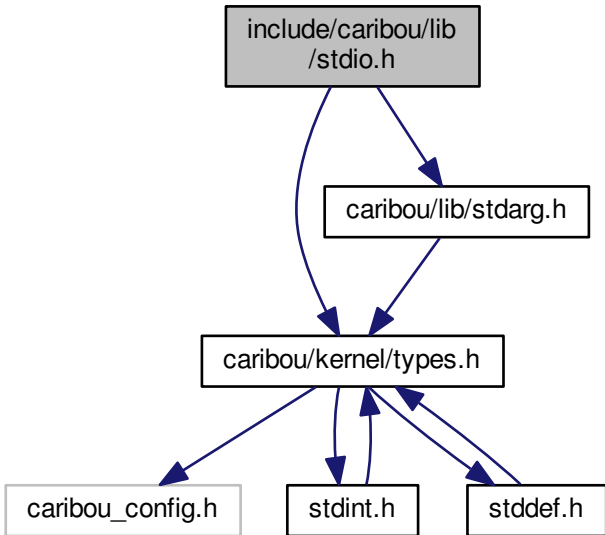 include/caribou/lib
/stdio.h
caribou/lib/stdarg.h
caribou/kernel/types.h
caribou_config.h
stdint.h
stddef.h